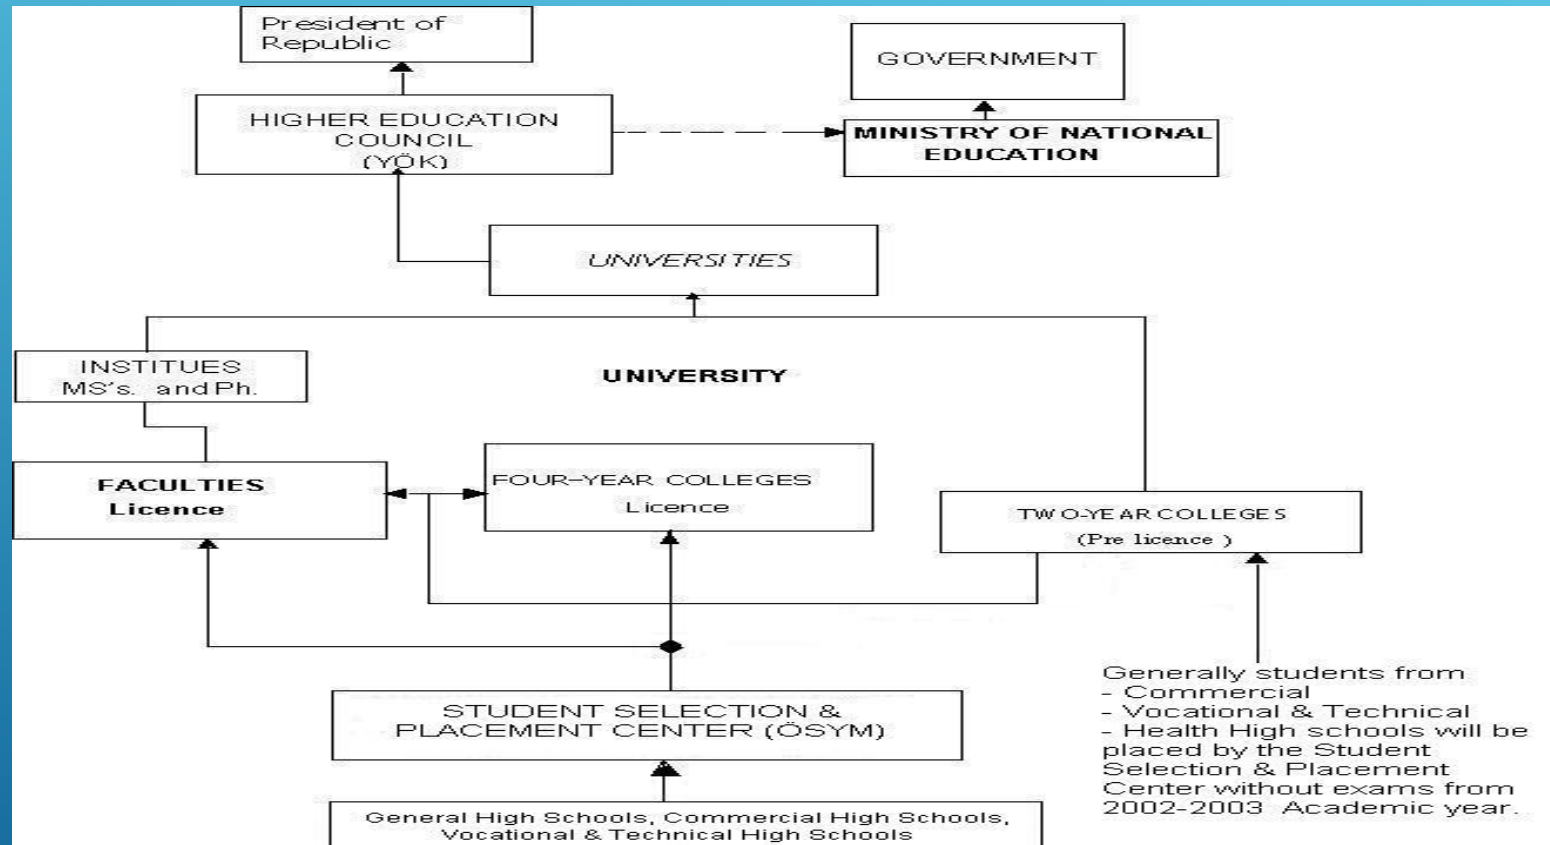 President of
Republic
GOVERNMENT
HIGHER EDUCATION
COUNCIL
(YÖK)
MINISTRY OF NATIONAL
EDUCATION
UNIVERSITIES
INSTITUES
MS's. and Ph.
UNIVERSITY
FACULTIES
Licence
FOUR-YEAR COLLEGES
Licence
TWO-YEAR COLLEGES
(Pre licence )
Generally students from
- Commercial
- Vocational & Technical
- Health High schools will be
placed by the Student
Selection & Placement
Center without exams from
2002-2003 Academic year.
STUDENT SELECTION &
PLACEMENT CENTER (ÖSYM)
General High Schools, Commercial High Schools,
Vocational & Technical High Schools